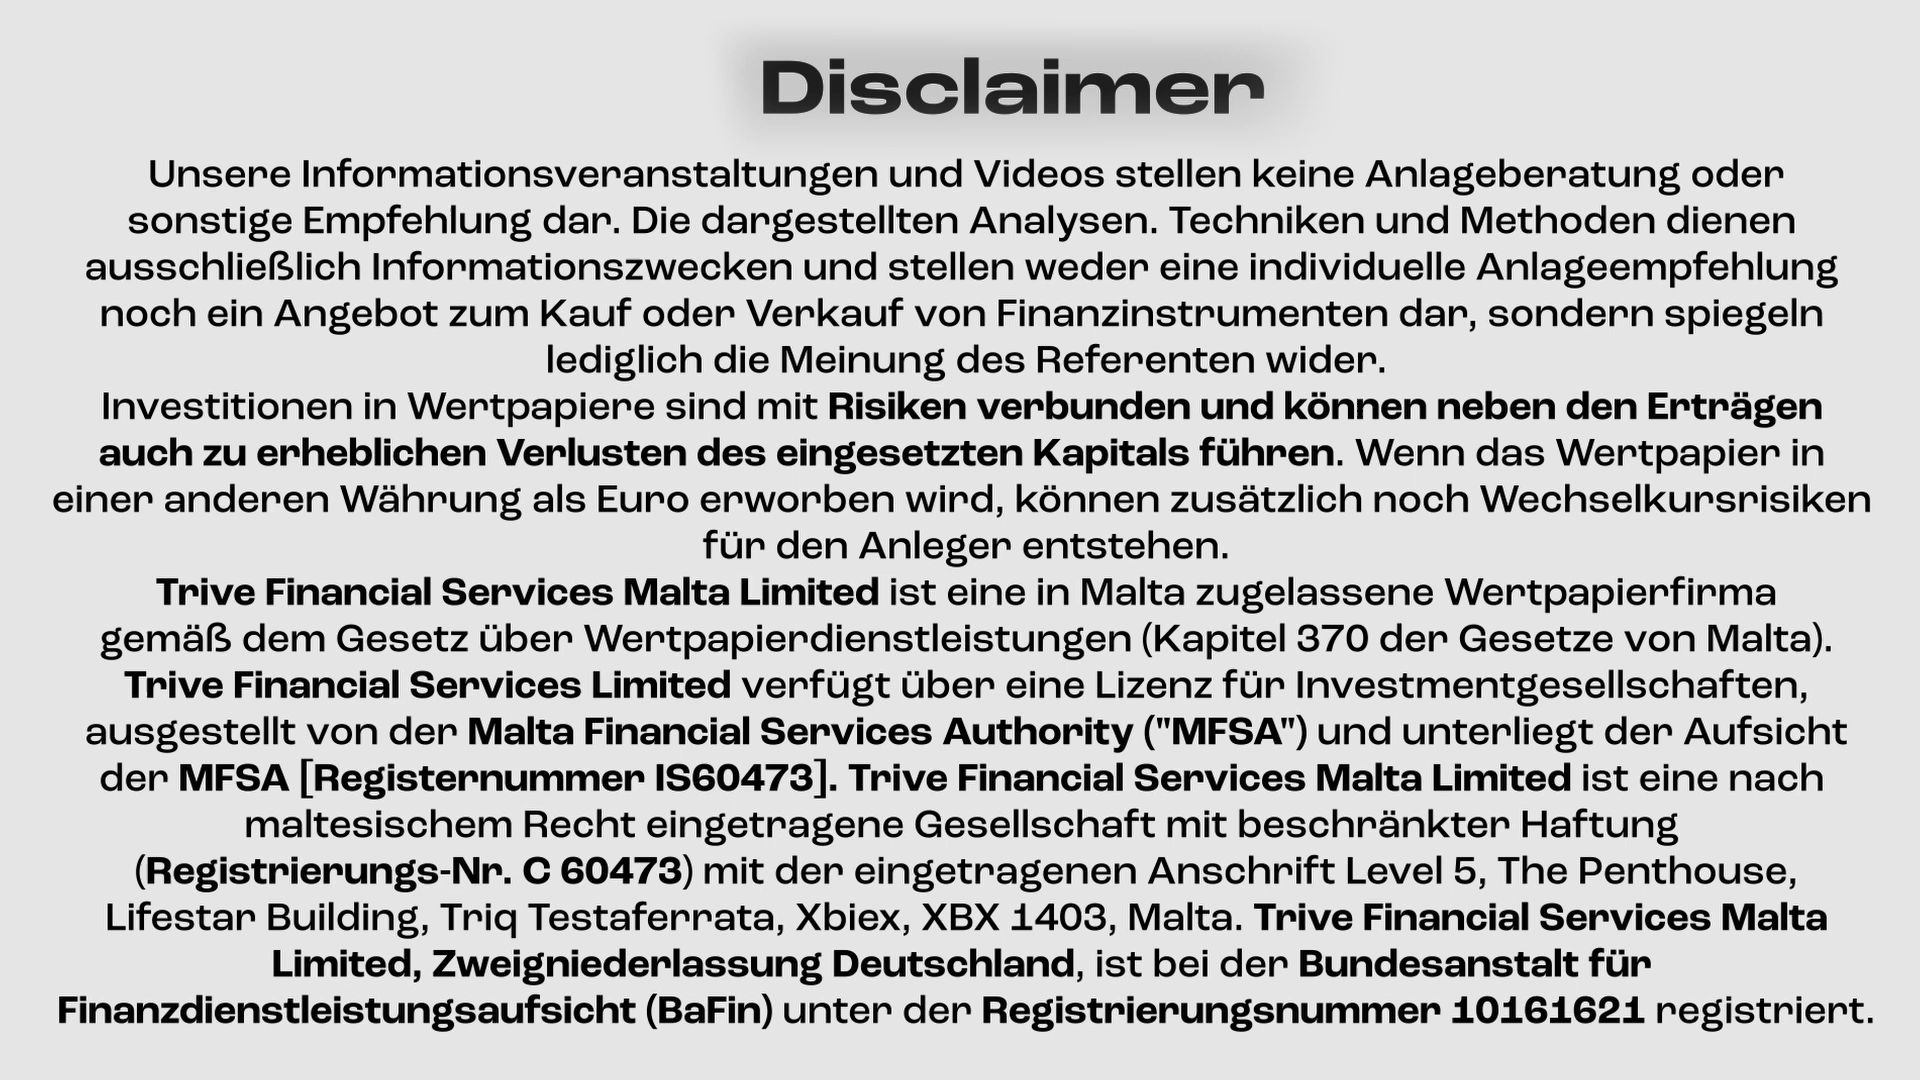 Disclaimer
Unsere Informationsveranstaltungen und Videos stellen keine Anlageberatung oder
sonstige Empfehlung dar. Die dargestellten Analysen. Techniken und Methoden dienen
ausschließlich Informationszwecken und stellen weder eine individuelle Anlageempfehlung
noch ein Angebot zum Kauf oder Verkauf von Finanzinstrumenten dar, sondern spiegeln
lediglich die Meinung des Referenten wider.
Investitionen in Wertpapiere sind mit Risiken verbunden und können neben den Erträgen
auch zu erheblichen Verlusten des eingesetzten Kapitals führen. Wenn das Wertpapier in
einer anderen Währung als Euro erworben wird, können zusätzlich noch Wechselkursrisiken
für den Anleger entstehen.
Trive Financial Services Malta Limited ist eine in Malta zugelassene Wertpapierfirma
gemäß dem Gesetz über Wertpapierdienstleistungen (Kapitel 370 der Gesetze von Malta).
Trive Financial Services Limited verfügt über eine Lizenz für Investmentgesellschaften,
ausgestellt von der Malta Financial Services Authority ("MFSA") und unterliegt der Aufsicht
der MFSA [Registernummer IS60473]. Trive Financial Services Malta Limited ist eine nach
maltesischem Recht eingetragene Gesellschaft mit beschränkter Haftung
(Registrierungs-Nr. C 60473) mit der eingetragenen Anschrift Level 5, The Penthouse,
Lifestar Building, Triq Testaferrata, Xbiex, XBX 1403, Malta. Trive Financial Services Malta
Limited, Zweigniederlassung Deutschland, ist bei der Bundesanstalt für
Finanzdienstleistungsaufsicht (BaFin) unter der Registrierungsnummer 10161621 registriert.